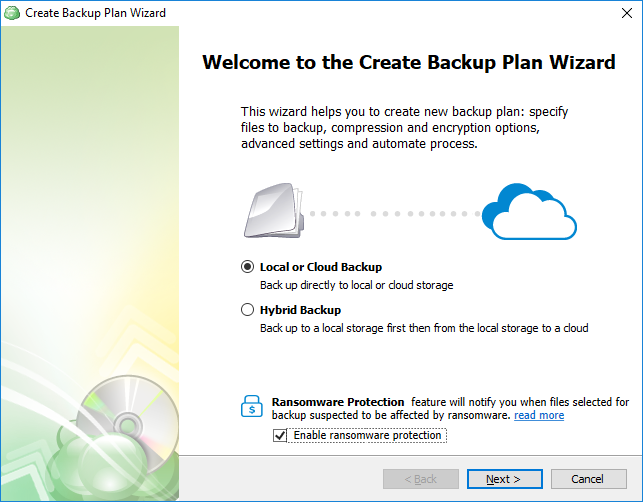 Create Backup Plan Wizard
Welcome to the Create Backup Plan Wizard
This wizard helps you to create new backup plan: specify
files to backup, compression and encryption options,
advanced settings and automate process.
Local or Cloud Backup
Back up directly to local or cloud storage
Hybrid Backup
Back up to a local storage first then from the local storage to a cloud
Ransomware Protection feature will notify you when files selected for
$ backup suspected to be affected by ransomware. read more
Enable ransomware protection
< Back Next > Cancel